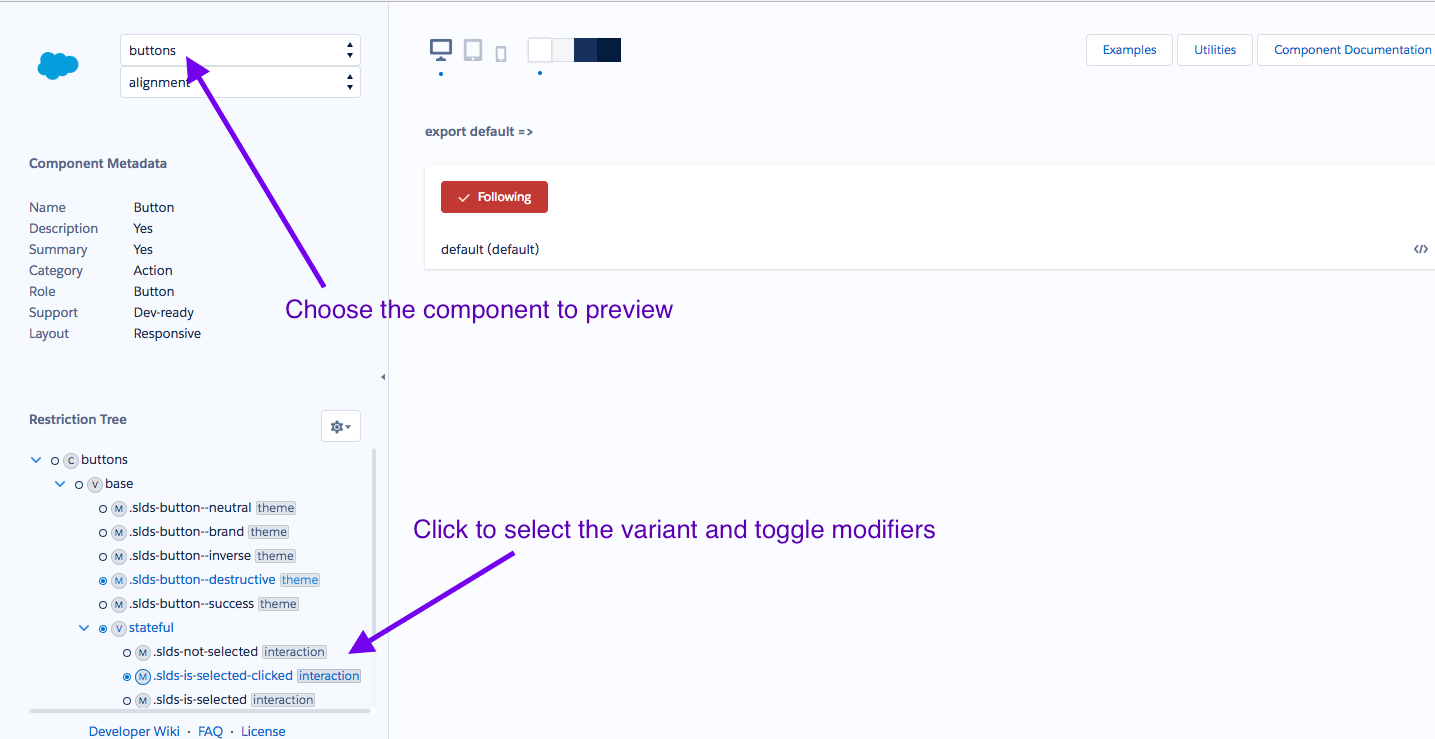 buttons
alignment
Examples
Utilities
Component Documentation
export default =>
Component Metadata
Following
Name Button
Description Yes
Summary Yes
default (default)
Category Action
Role Button
Support Dev-ready
Layout Responsive
Choose the component to preview
Restriction Tree
C buttons
V base
M .slds-button--neutral theme
M .slds-button--brand theme
Click to select the variant and toggle modifiers
M .slds-button--inverse theme
M .slds-button--destructive theme
M .slds-button--success theme
V stateful
M .slds-not-selected interaction
M .slds-is-selected-clicked interaction
M .slds-is-selected interaction
Developer Wiki · FAQ · License